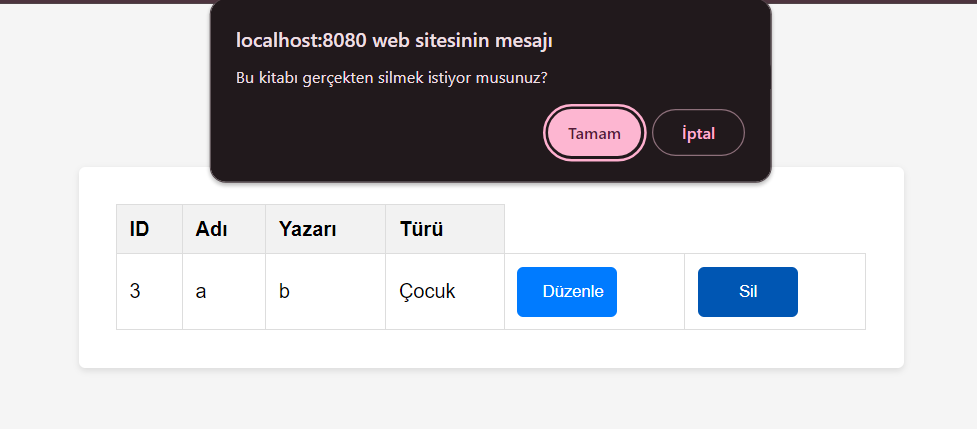 localhost:8080 web sitesinin mesajı
Bu kitabı gerçekten silmek istiyor musunuz?
Tamam İptal
ID Adı Yazarı Türü
3 a b Çocuk Düzenle Sil